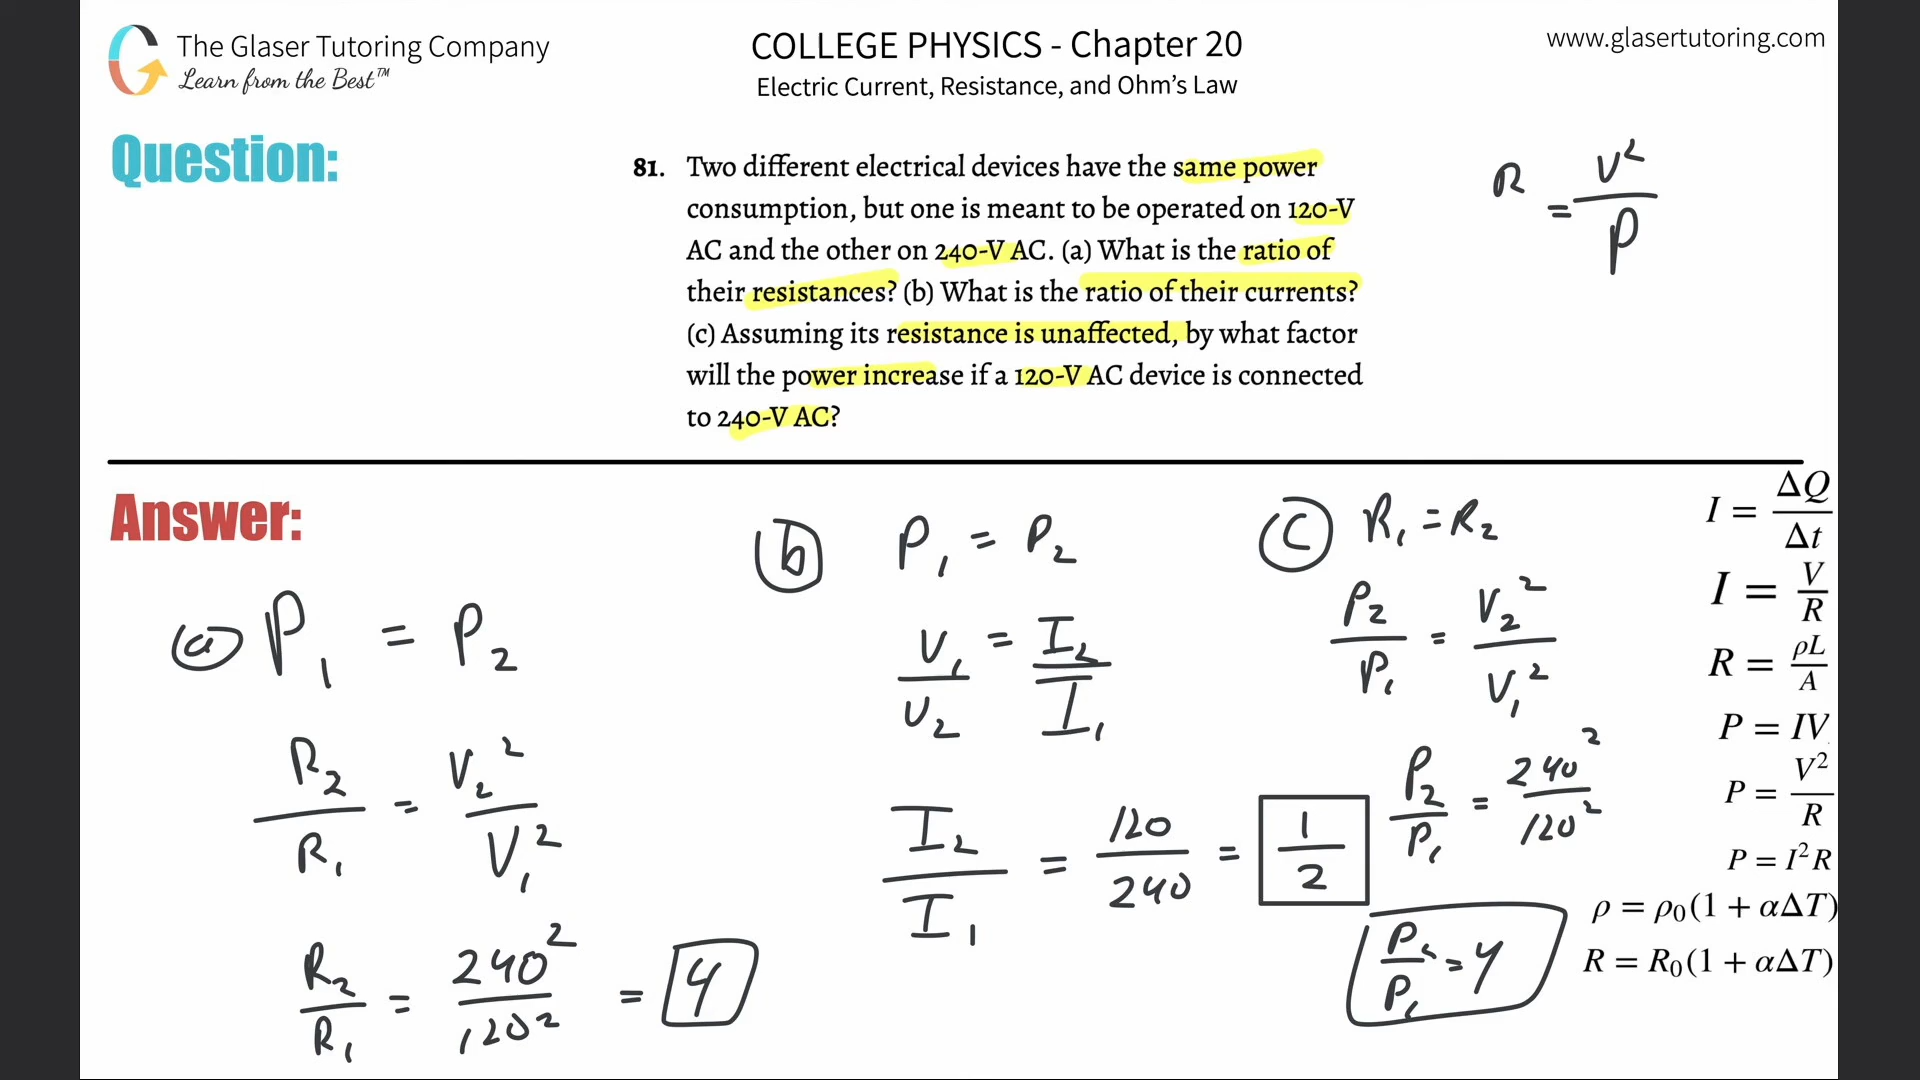 The Glaser Tutoring Company
Learn from the Best™
COLLEGE PHYSICS - Chapter 20
Electric Current, Resistance, and Ohm's Law
www.glasertutoring.com
Question:
81. Two different electrical devices have the same power
consumption, but one is meant to be operated on 120-V
AC and the other on 240-V AC. (a) What is the ratio of
their resistances? (b) What is the ratio of their currents?
(c) Assuming its resistance is unaffected, by what factor
will the power increase if a 120-V AC device is connected
to 240-V AC?
R = V² / P
Answer:
(a) P₁ = P₂
R₂ / R₁ = V₂² / V₁²
R₂ / R₁ = 240² / 120² = 4
(b) P₁ = P₂
V₁ / V₂ = I₂ / I₁
I₂ / I₁ = 120 / 240 = 1 / 2
(c) R₁ = R₂
P₂ / P₁ = V₂² / V₁²
P₂ / P₁ = 240² / 120²
P₂ / P₁ = 4
I = ΔQ / Δt
I = V / R
R = ρL / A
P = IV
P = V² / R
P = I²R
ρ = ρ₀(1 + αΔT)
R = R₀(1 + αΔT)